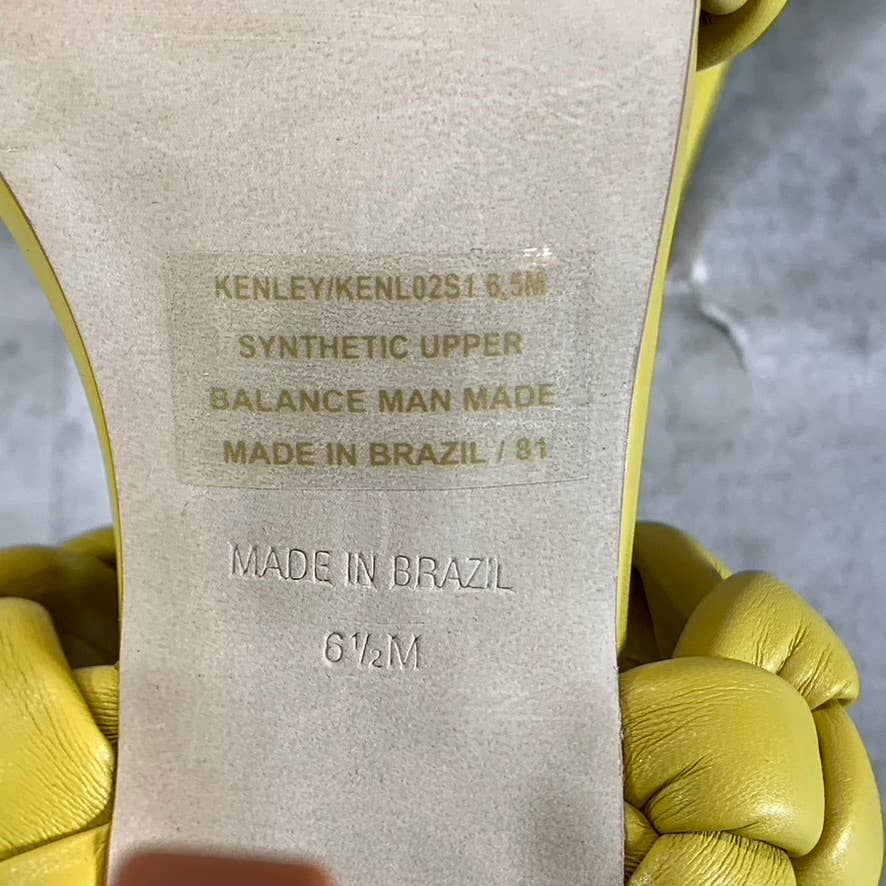 KENLEY/KENL02S1 6.5M
SYNTHETIC UPPER
BALANCE MAN MADE
MADE IN BRAZIL / 81
MADE IN BRAZIL
6½M